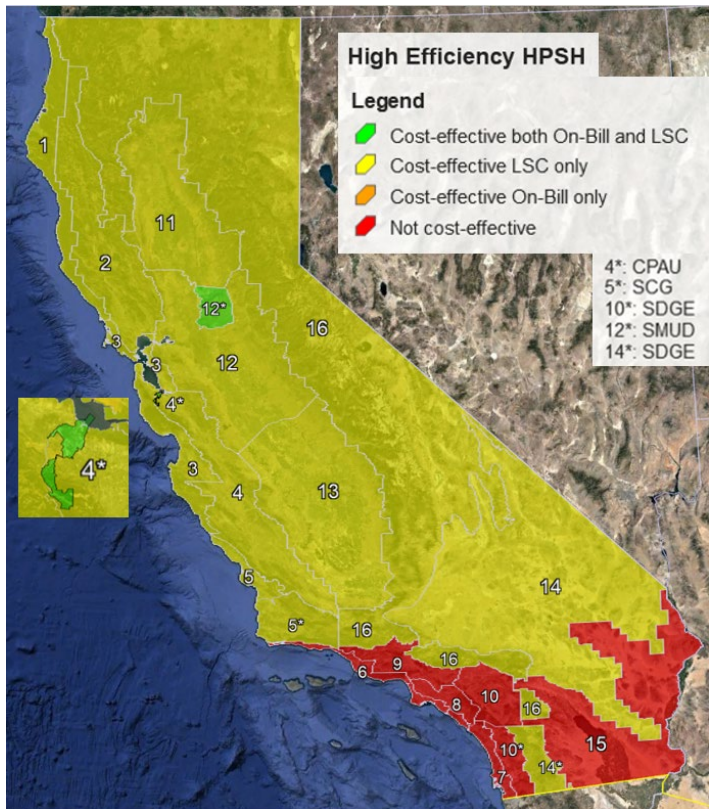 High Efficiency HPSH
Legend
Cost-effective both On-Bill and LSC
Cost-effective LSC only
Cost-effective On-Bill only
Not cost-effective
4*: CPAU
5*: SCG
10*: SDGE
12*: SMUD
14*: SDGE
1
11
2
12*
16
3
3
12
4*
4*
3
4
13
5
14
5*
16
16
9
6
10
16
8
15
10*
14*
7